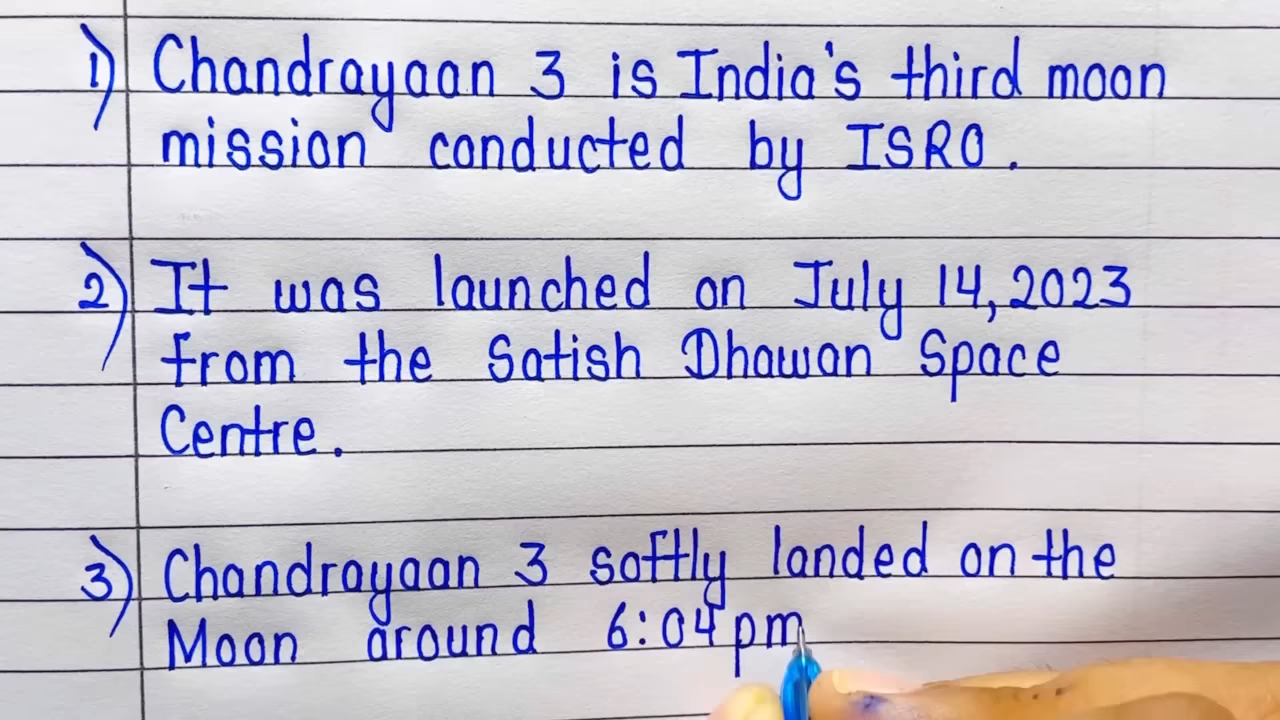 1) Chandrayaan 3 is India's third moon
mission conducted by ISRO.
2) It was launched on July 14, 2023
from the Satish Dhawan Space
Centre.
3) Chandrayaan 3 softly landed on the
Moon around 6:04 pm